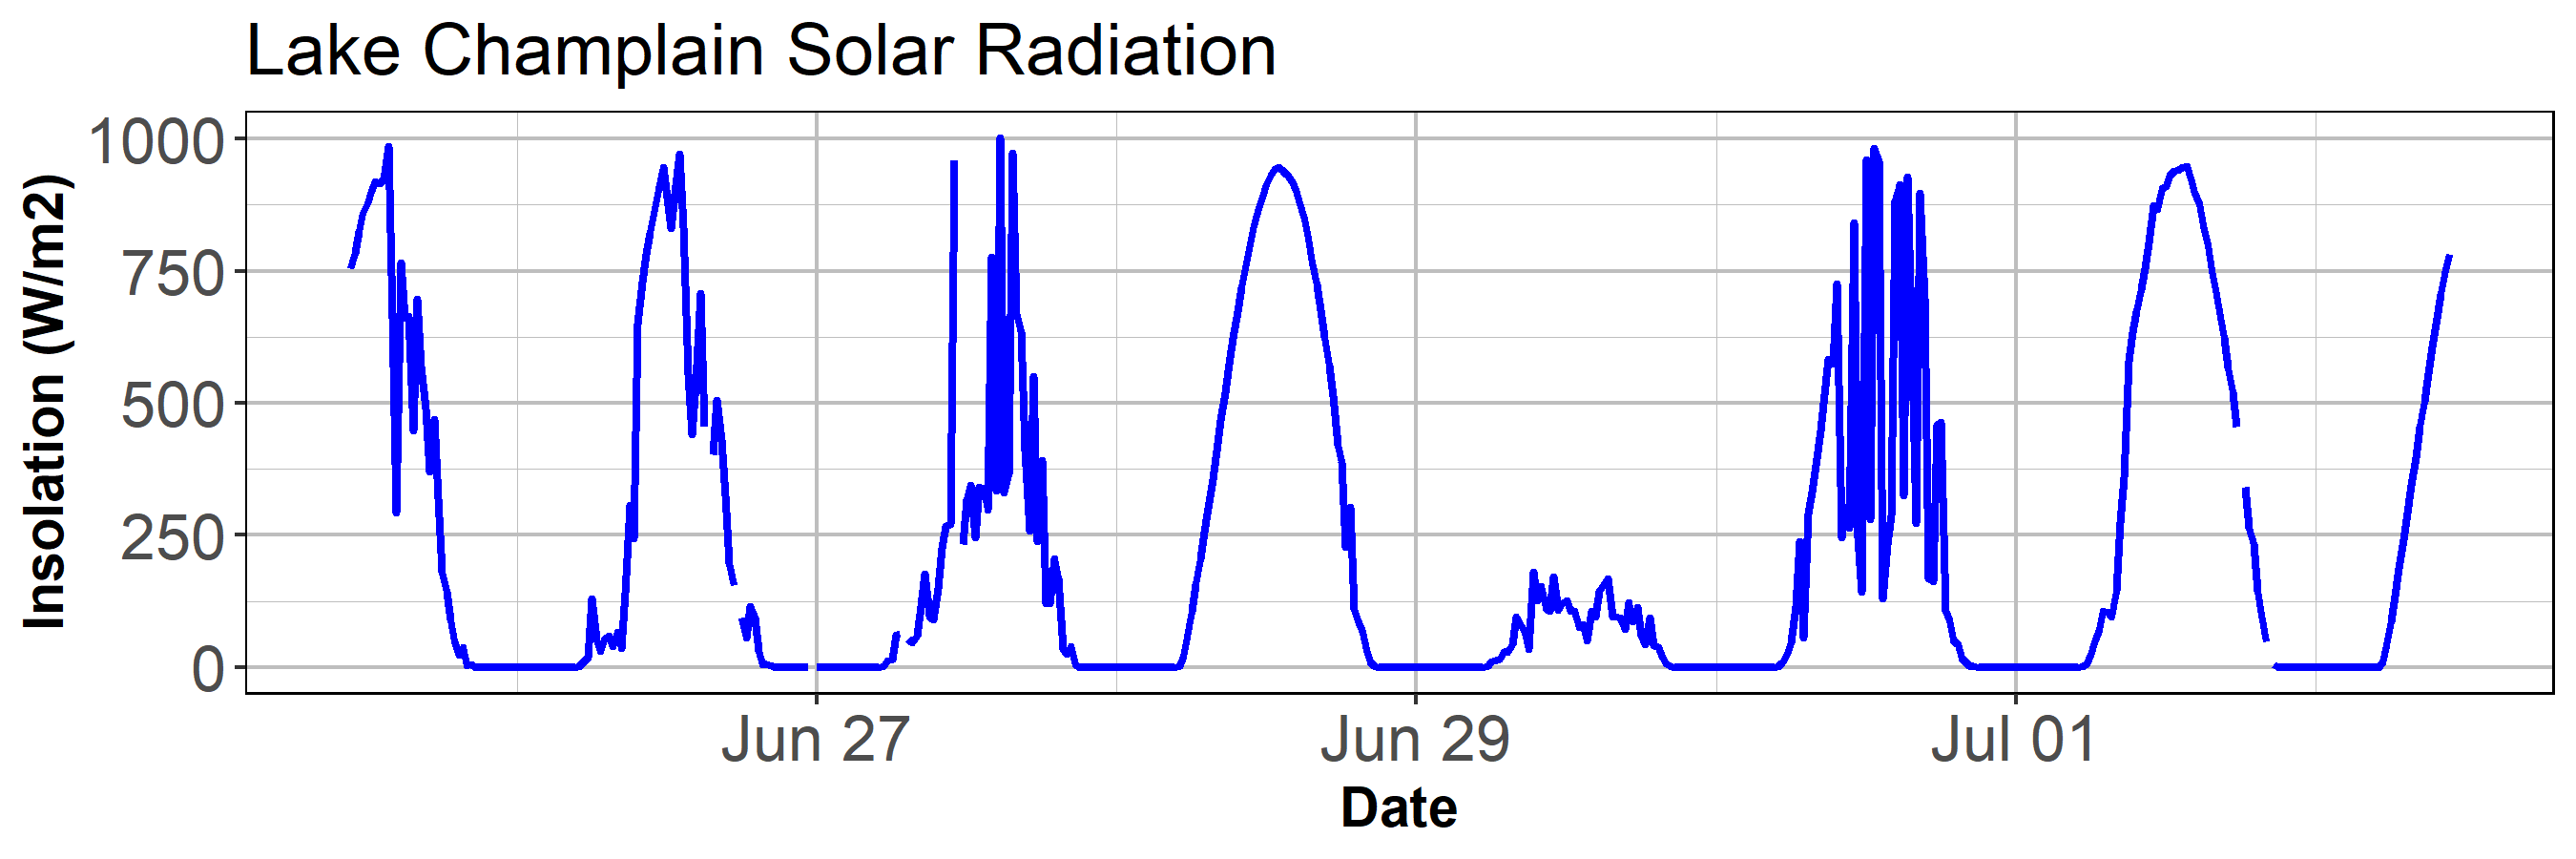 Lake Champlain Solar Radiation
Insolation (W/m2)
1000
750
500
250
0
Jun 27 Jun 29 Jul 01
Date